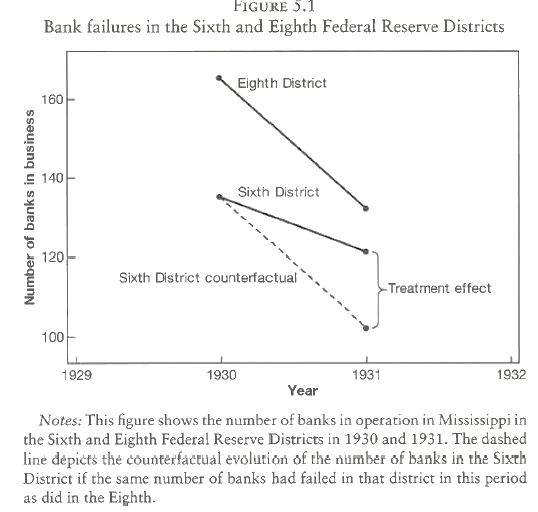 FIGURE 5.1
Bank failures in the Sixth and Eighth Federal Reserve Districts
Eighth District
160
140
Sixth District
120
Sixth District counterfactual
Treatment effect
100
Number of banks in business
1929
1930
1931
1932
Year
Notes: This figure shows the number of banks in operation in Mississippi in
the Sixth and Eighth Federal Reserve Districts in 1930 and 1931. The dashed
line depicts the counterfactual evolution of the number of banks in the Sixth
District if the same number of banks had failed in that district in this period
as did in the Eighth.